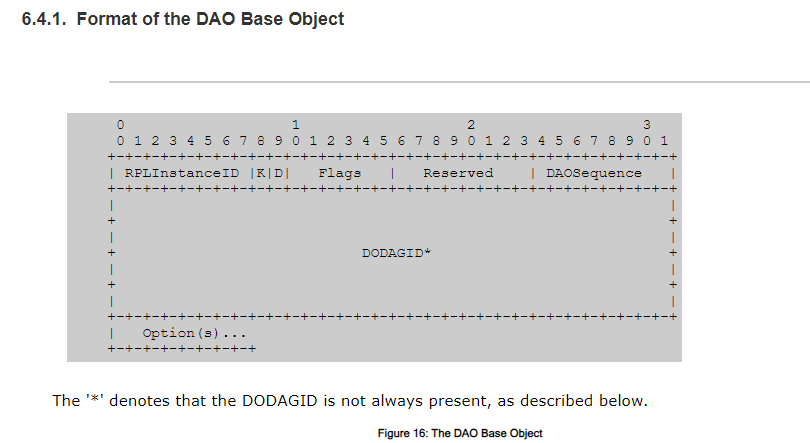 6.4.1. Format of the DAO Base Object
0                   1                   2                   3
0 1 2 3 4 5 6 7 8 9 0 1 2 3 4 5 6 7 8 9 0 1 2 3 4 5 6 7 8 9 0 1
+-+-+-+-+-+-+-+-+-+-+-+-+-+-+-+-+-+-+-+-+-+-+-+-+-+-+-+-+-+-+-+-+
| RPLInstanceID |K|D|   Flags   |   Reserved    | DAOSequence   |
+-+-+-+-+-+-+-+-+-+-+-+-+-+-+-+-+-+-+-+-+-+-+-+-+-+-+-+-+-+-+-+-+
|                                                               |
+                                                               +
|                                                               |
+                            DODAGID*                           +
|                                                               |
+                                                               +
|                                                               |
+-+-+-+-+-+-+-+-+-+-+-+-+-+-+-+-+-+-+-+-+-+-+-+-+-+-+-+-+-+-+-+-+
|   Option(s)...
+-+-+-+-+-+-+-+-+
The '*' denotes that the DODAGID is not always present, as described below.
Figure 16: The DAO Base Object